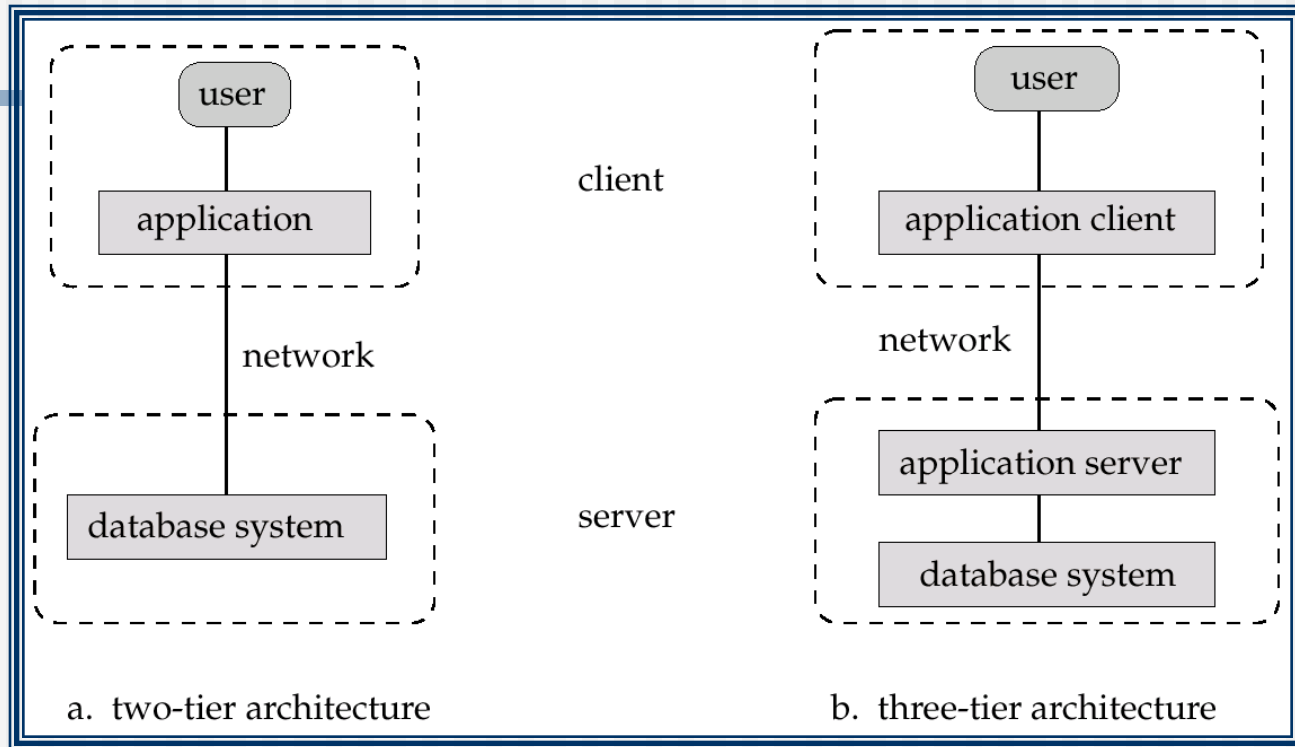 user
application
network
database system
a. two-tier architecture
client
server
user
application client
network
application server
database system
b. three-tier architecture